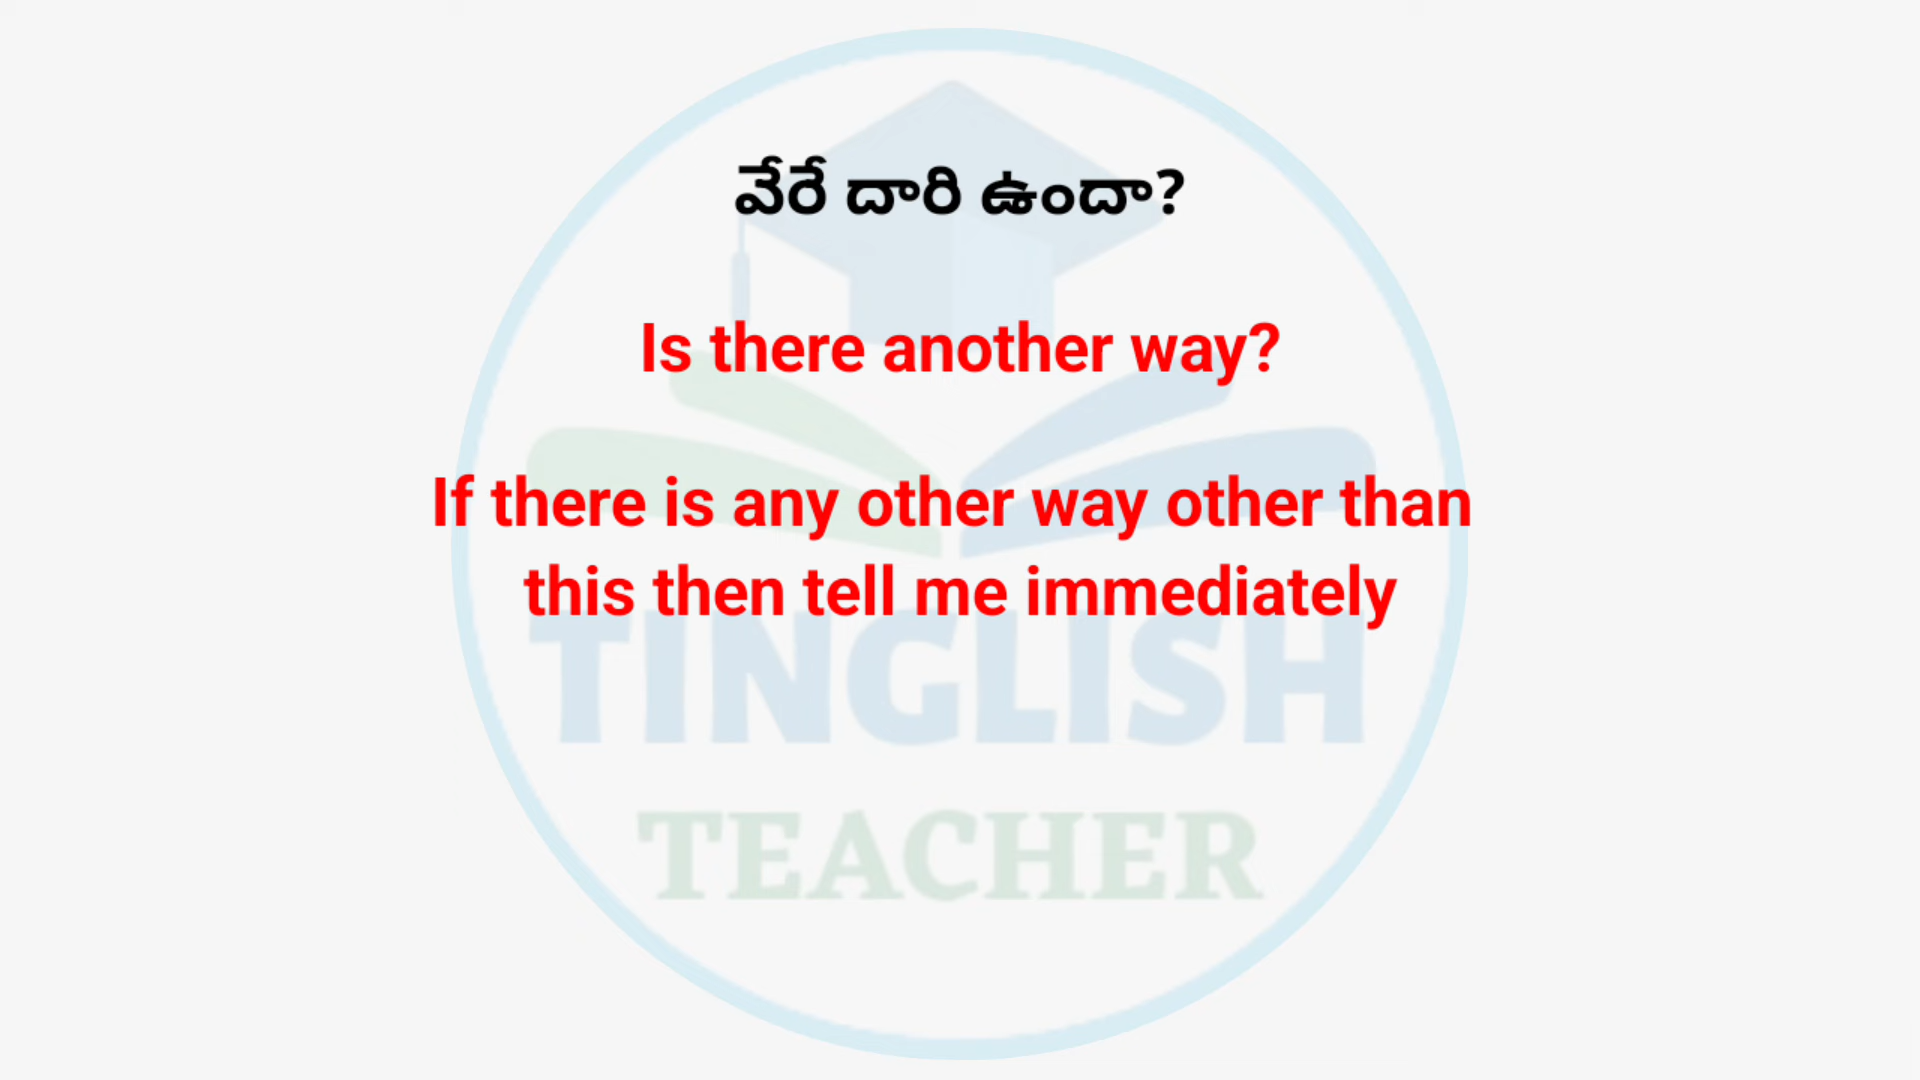 వేరే దారి ఉందా?
Is there another way?
If there is any other way other than
this then tell me immediately
TINGLISH
TEACHER